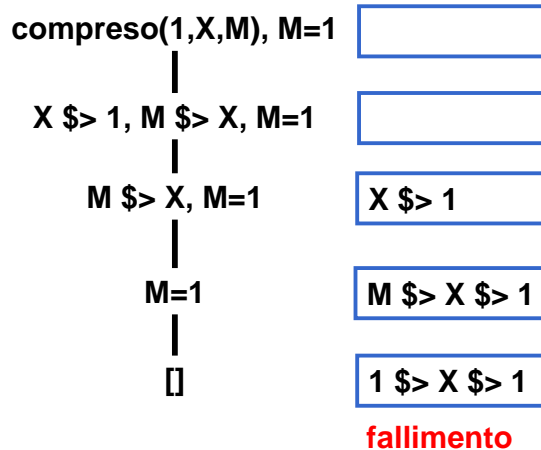 compreso(1,X,M), M=1
X $> 1, M $> X, M=1
M $> X, M=1
X $> 1
M=1
M $> X $> 1
[]
1 $> X $> 1
fallimento